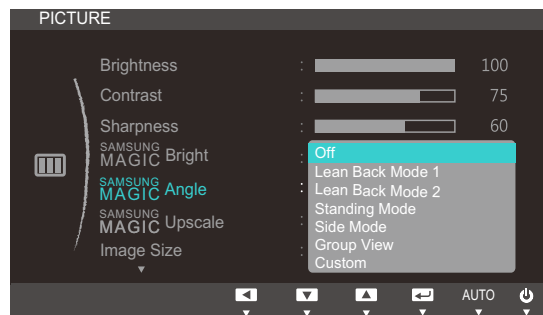 PICTURE
Brightness : 100
Contrast : 75
Sharpness : 60
SAMSUNG MAGIC Bright :
SAMSUNG MAGIC Angle :
SAMSUNG MAGIC Upscale :
Image Size :
Off
Lean Back Mode 1
Lean Back Mode 2
Standing Mode
Side Mode
Group View
Custom
AUTO